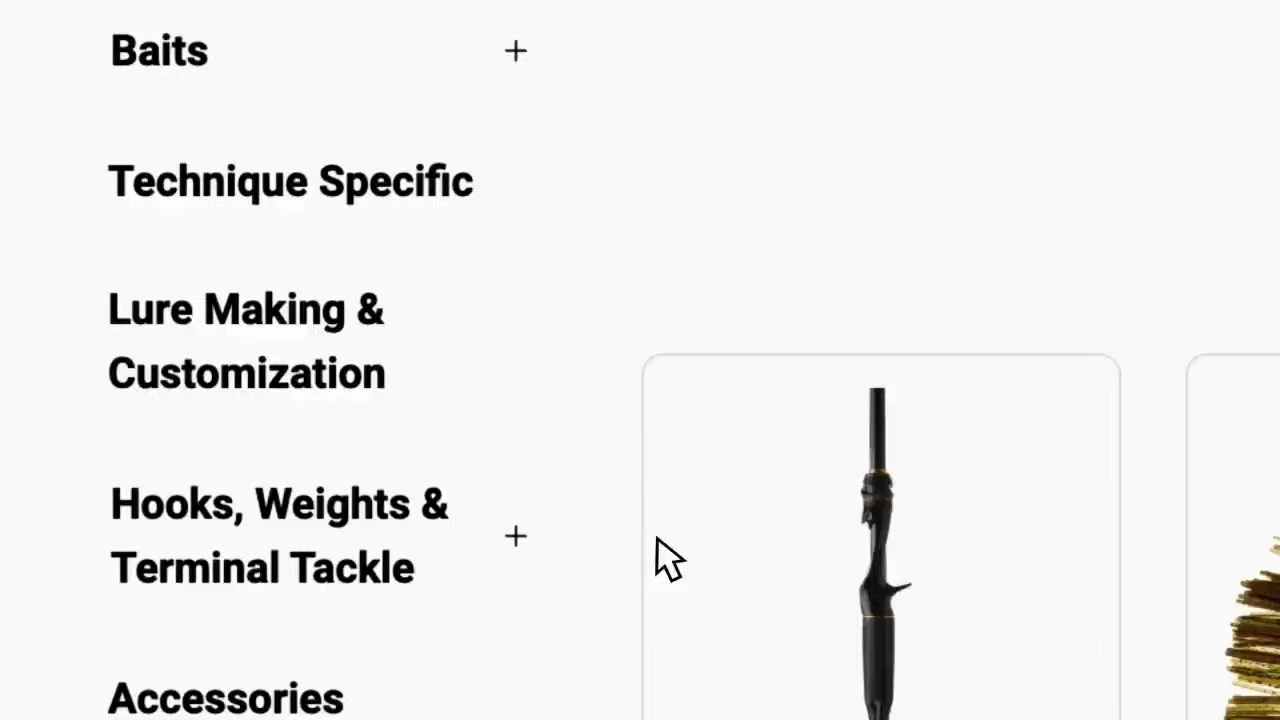 Baits
Technique Specific
Lure Making &
Customization
Hooks, Weights &
Terminal Tackle
Accessories